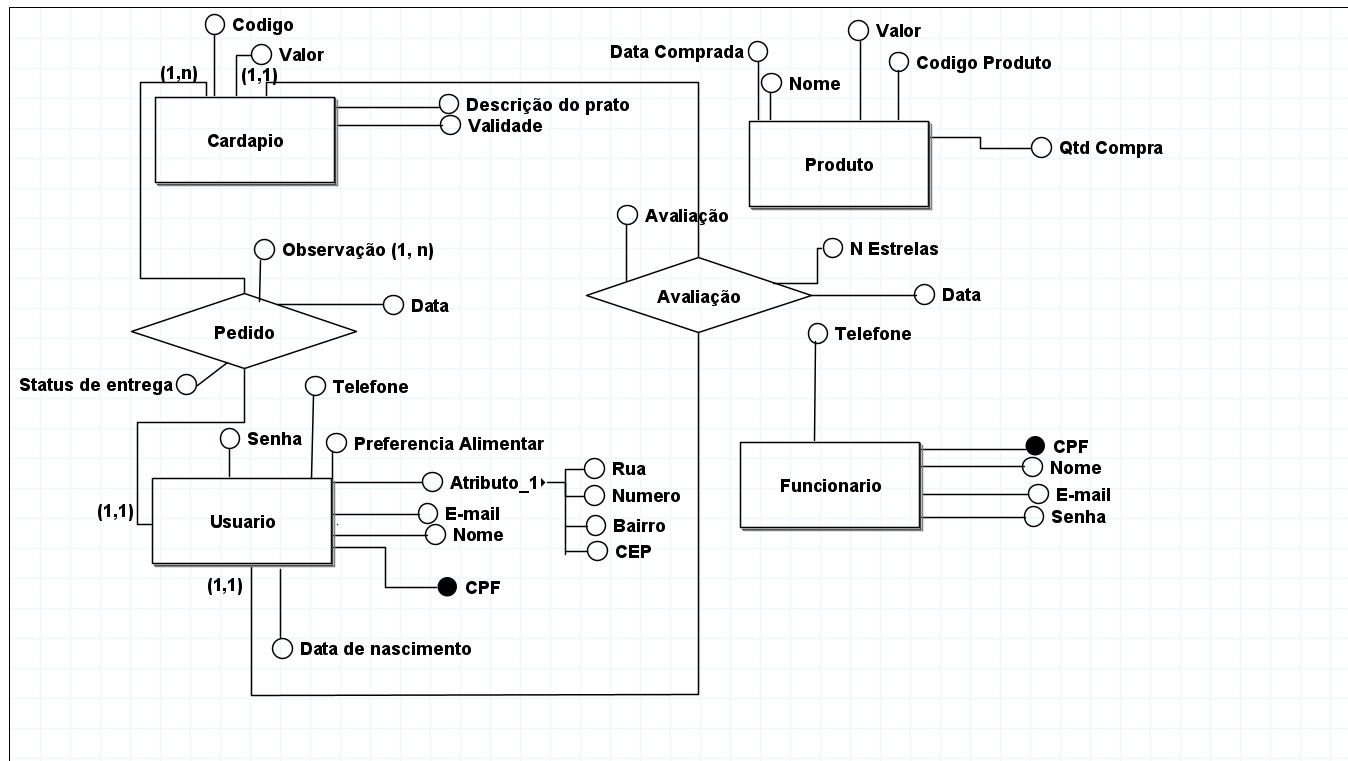 Codigo
Valor
(1,n)
(1,1)
Descrição do prato
Validade
Cardapio
Data Comprada
Nome
Valor
Codigo Produto
Qtd Compra
Produto
Observação (1, n)
Data
Pedido
Status de entrega
Avaliação
N Estrelas
Data
Avaliação
Telefone
Senha
Preferencia Alimentar
Atributo_1
Rua
Numero
Bairro
CEP
E-mail
Nome
CPF
Usuario
(1,1)
(1,1)
Data de nascimento
Telefone
CPF
Nome
E-mail
Senha
Funcionario